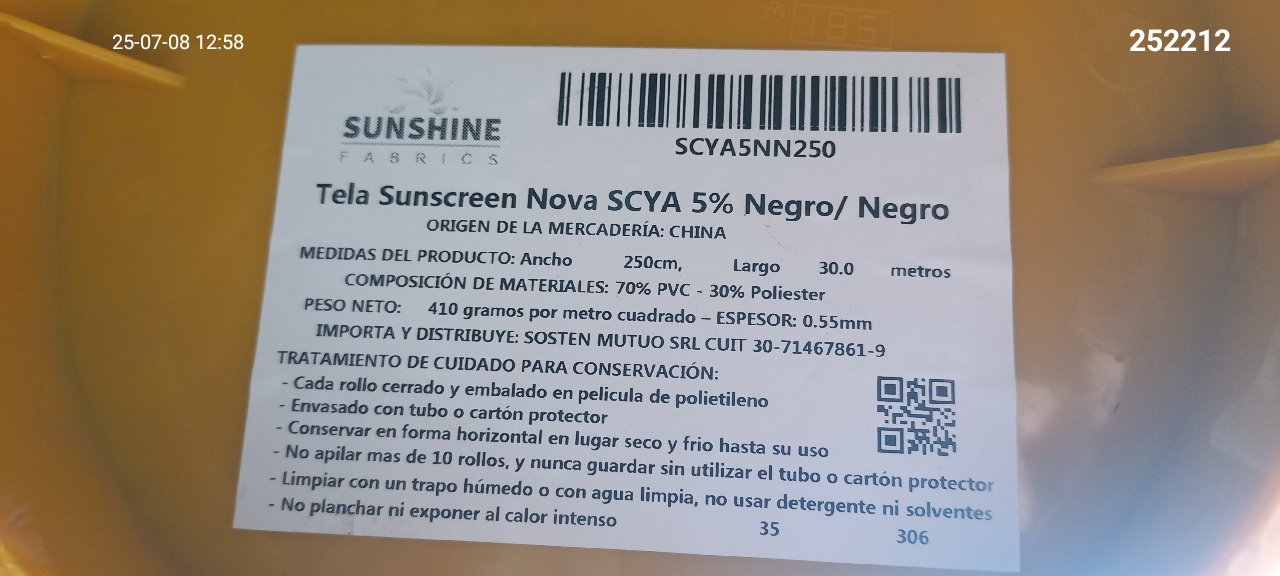 25-07-08 12:58
252212
185
SUNSHINE
FABRICS
SCYA5NN250
Tela Sunscreen Nova SCYA 5% Negro/ Negro
ORIGEN DE LA MERCADERÍA: CHINA
MEDIDAS DEL PRODUCTO: Ancho 250cm, Largo 30.0 metros
COMPOSICIÓN DE MATERIALES: 70% PVC - 30% Poliester
PESO NETO: 410 gramos por metro cuadrado – ESPESOR: 0.55mm
IMPORTA Y DISTRIBUYE: SOSTEN MUTUO SRL CUIT 30-71467861-9
TRATAMIENTO DE CUIDADO PARA CONSERVACIÓN:
- Cada rollo cerrado y embalado en pelicula de polietileno
- Envasado con tubo o cartón protector
- Conservar en forma horizontal en lugar seco y frio hasta su uso
- No apilar mas de 10 rollos, y nunca guardar sin utilizar el tubo o cartón protector
- Limpiar con un trapo húmedo o con agua limpia, no usar detergente ni solventes
- No planchar ni exponer al calor intenso
35 306